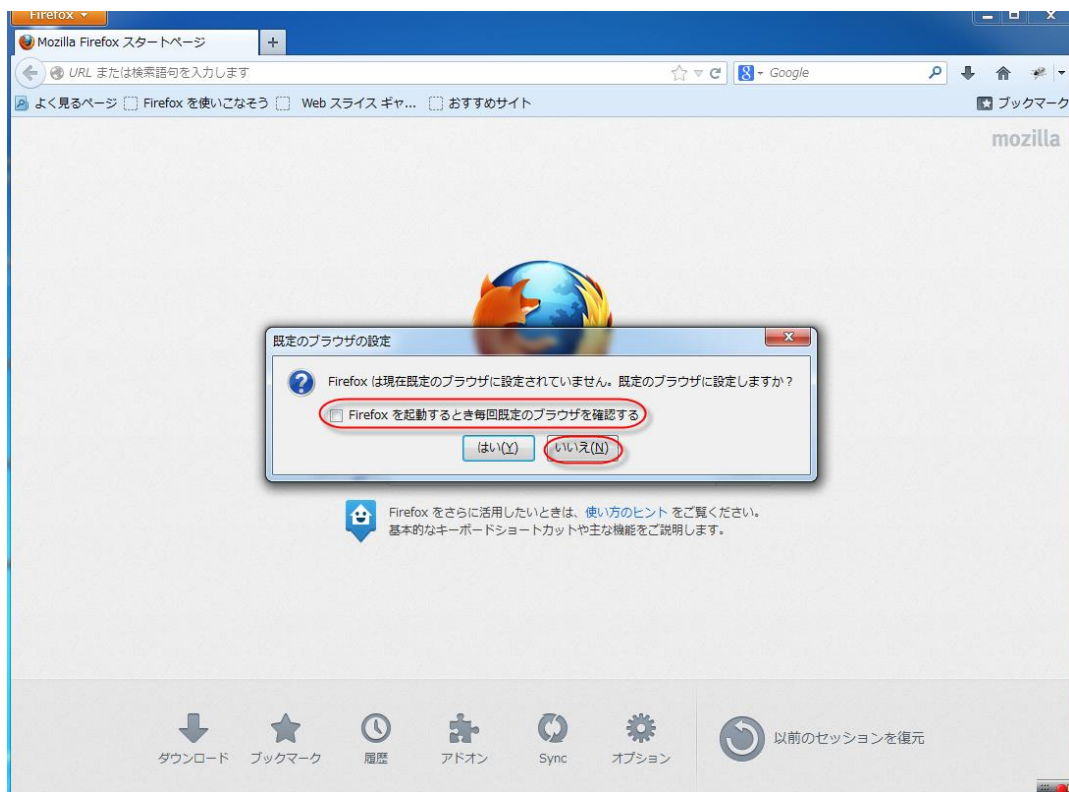 Firefox
Mozilla Firefox スタートページ
URL または検索語句を入力します
Google
よく見るページ Firefox を使いこなそう Web スライス ギャ... おすすめサイト ブックマーク
mozilla
既定のブラウザの設定
Firefox は現在既定のブラウザに設定されていません。既定のブラウザに設定しますか?
Firefox を起動するとき毎回既定のブラウザを確認する
はい(Y) いいえ(N)
Firefox をさらに活用したいときは、使い方のヒント をご覧ください。
基本的なキーボードショートカットや主な機能をご説明します。
ダウンロード ブックマーク 履歴 アドオン Sync オプション 以前のセッションを復元